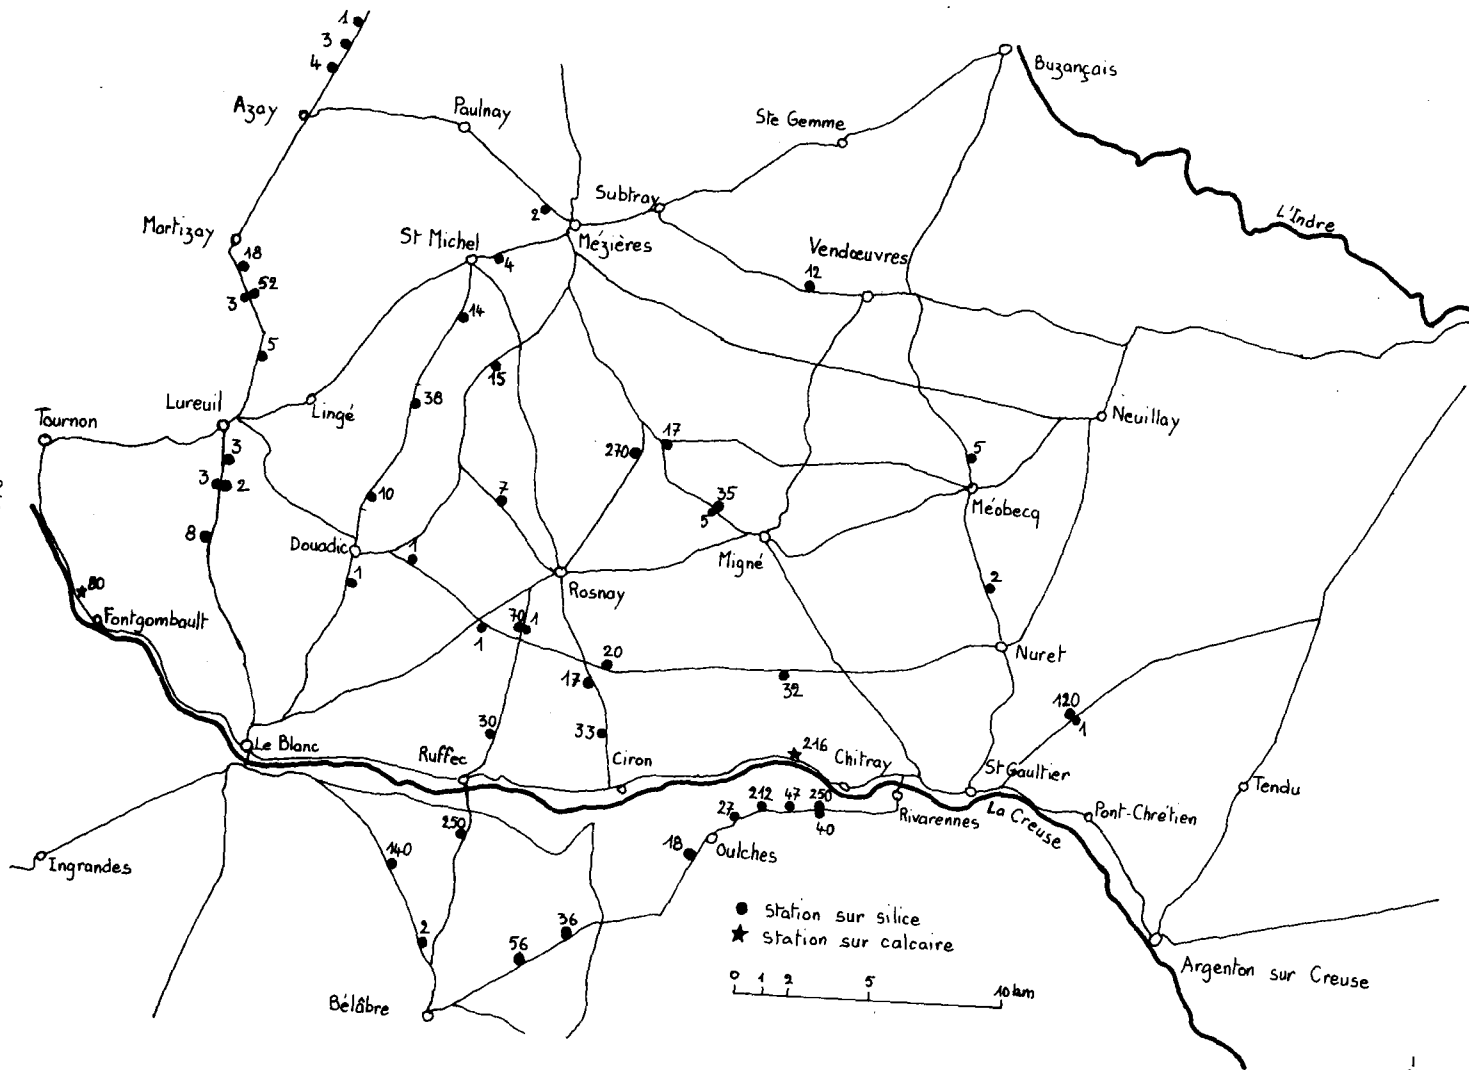 1
3
4
Azay
Paulnay
Buzançais
Ste Gemme
Subtray
2
Martizay
St Michel
Mézières
L'Indre
Vendœuvres
18
4
12
52
3
14
5
15
38
Lureuil
Lingé
Tournon
Neuillay
17
3
270
5
3
2
10
7
35
5
Méobecq
8
Douadic
1
Migné
80
1
Rosnay
2
Fontgombault
70
1
1
20
Nuret
17
32
120
1
30
33
Le Blanc
Ruffec
Ciron
216
Chitray
St Gaultier
Tendu
250
212
47
250
27
40
Rivarennes
La Creuse
Pont-Chrétien
140
18
Oulches
Ingrandes
2
36
56
Station sur silice
Station sur calcaire
Bélâbre
0 1 2 5 10 km
Argenton sur Creuse